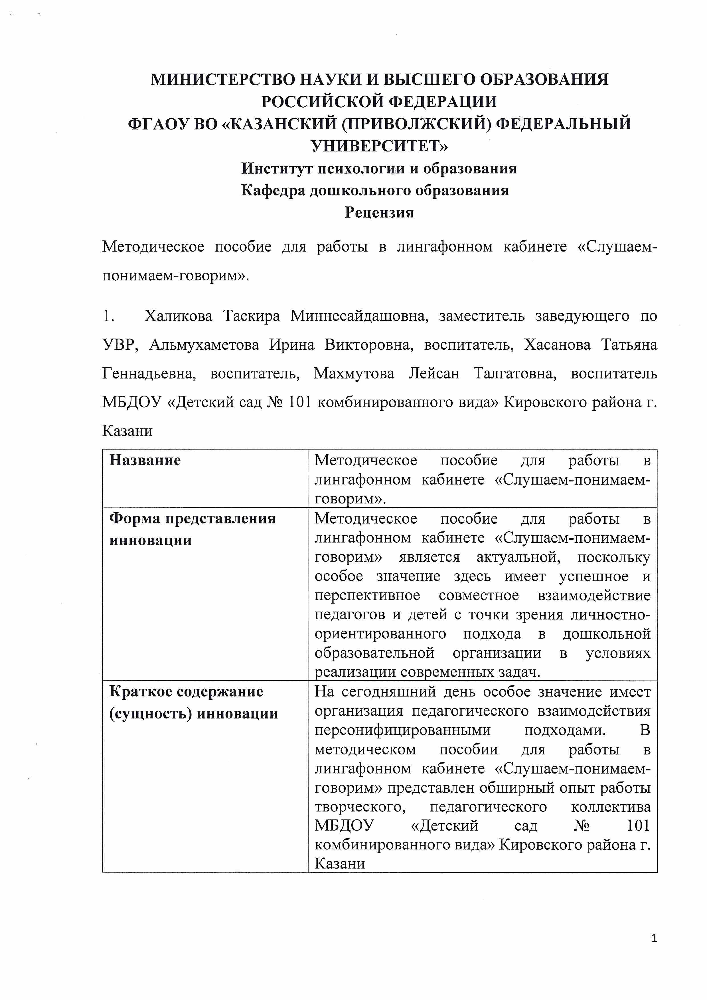 МИНИСТЕРСТВО НАУКИ И ВЫСШЕГО ОБРАЗОВАНИЯ
РОССИЙСКОЙ ФЕДЕРАЦИИ
ФГАОУ ВО «КАЗАНСКИЙ (ПРИВОЛЖСКИЙ) ФЕДЕРАЛЬНЫЙ
УНИВЕРСИТЕТ»
Институт психологии и образования
Кафедра дошкольного образования
Рецензия
Методическое пособие для работы в лингафонном кабинете «Слушаем-
понимаем-говорим».
1. Халикова Таскира Миннесайдашовна, заместитель заведующего по
УВР, Альмухаметова Ирина Викторовна, воспитатель, Хасанова Татьяна
Геннадьевна, воспитатель, Махмутова Лейсан Талгатовна, воспитатель
МБДОУ «Детский сад № 101 комбинированного вида» Кировского района г.
Казани
Название
Методическое пособие для работы в
лингафонном кабинете «Слушаем-понимаем-
говорим».
Форма представления
инновации
Методическое пособие для работы в
лингафонном кабинете «Слушаем-понимаем-
говорим» является актуальной, поскольку
особое значение здесь имеет успешное и
перспективное совместное взаимодействие
педагогов и детей с точки зрения личностно-
ориентированного подхода в дошкольной
образовательной организации в условиях
реализации современных задач.
Краткое содержание
(сущность) инновации
На сегодняшний день особое значение имеет
организация педагогического взаимодействия
персонифицированными подходами. В
методическом пособии для работы в
лингафонном кабинете «Слушаем-понимаем-
говорим» представлен обширный опыт работы
творческого, педагогического коллектива
МБДОУ «Детский сад № 101
комбинированного вида» Кировского района г.
Казани
1